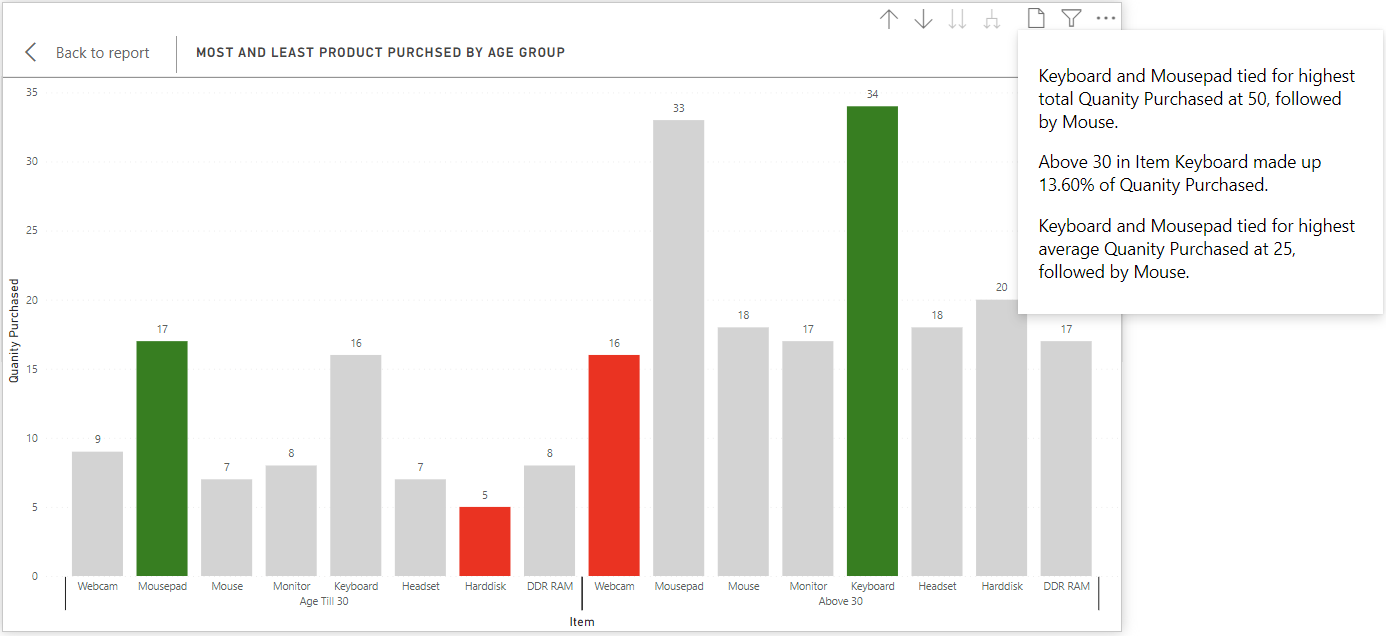 Back to report
MOST AND LEAST PRODUCT PURCHSED BY AGE GROUP
Keyboard and Mousepad tied for highest
total Quanity Purchased at 50, followed
by Mouse.
Above 30 in Item Keyboard made up
13.60% of Quanity Purchased.
Keyboard and Mousepad tied for highest
average Quanity Purchased at 25,
followed by Mouse.
Quanity Purchased
35
30
25
20
15
10
5
0
9
17
7
8
16
7
5
8
16
33
18
17
34
18
20
17
Webcam Mousepad Mouse Monitor Keyboard Headset Harddisk DDR RAM Webcam Mousepad Mouse Monitor Keyboard Headset Harddisk DDR RAM
Age Till 30 Above 30
Item